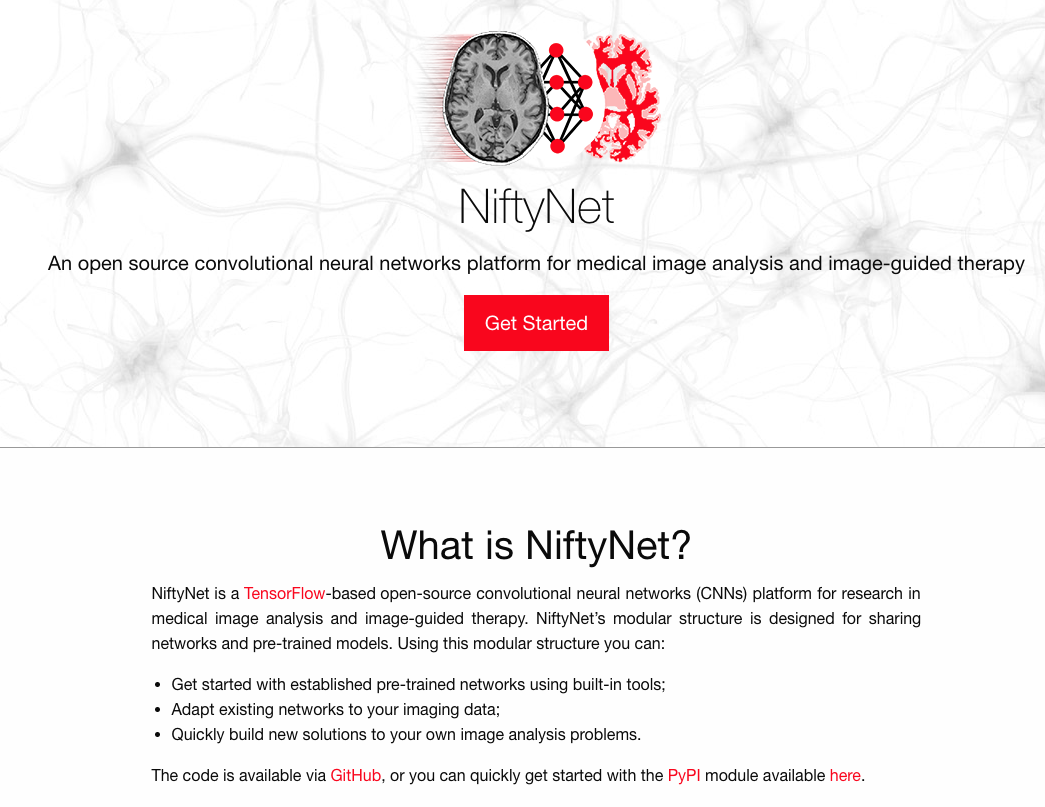 NiftyNet
An open source convolutional neural networks platform for medical image analysis and image-guided therapy
Get Started
What is NiftyNet?
NiftyNet is a TensorFlow-based open-source convolutional neural networks (CNNs) platform for research in
medical image analysis and image-guided therapy. NiftyNet’s modular structure is designed for sharing
networks and pre-trained models. Using this modular structure you can:
• Get started with established pre-trained networks using built-in tools;
• Adapt existing networks to your imaging data;
• Quickly build new solutions to your own image analysis problems.
The code is available via GitHub, or you can quickly get started with the PyPI module available here.